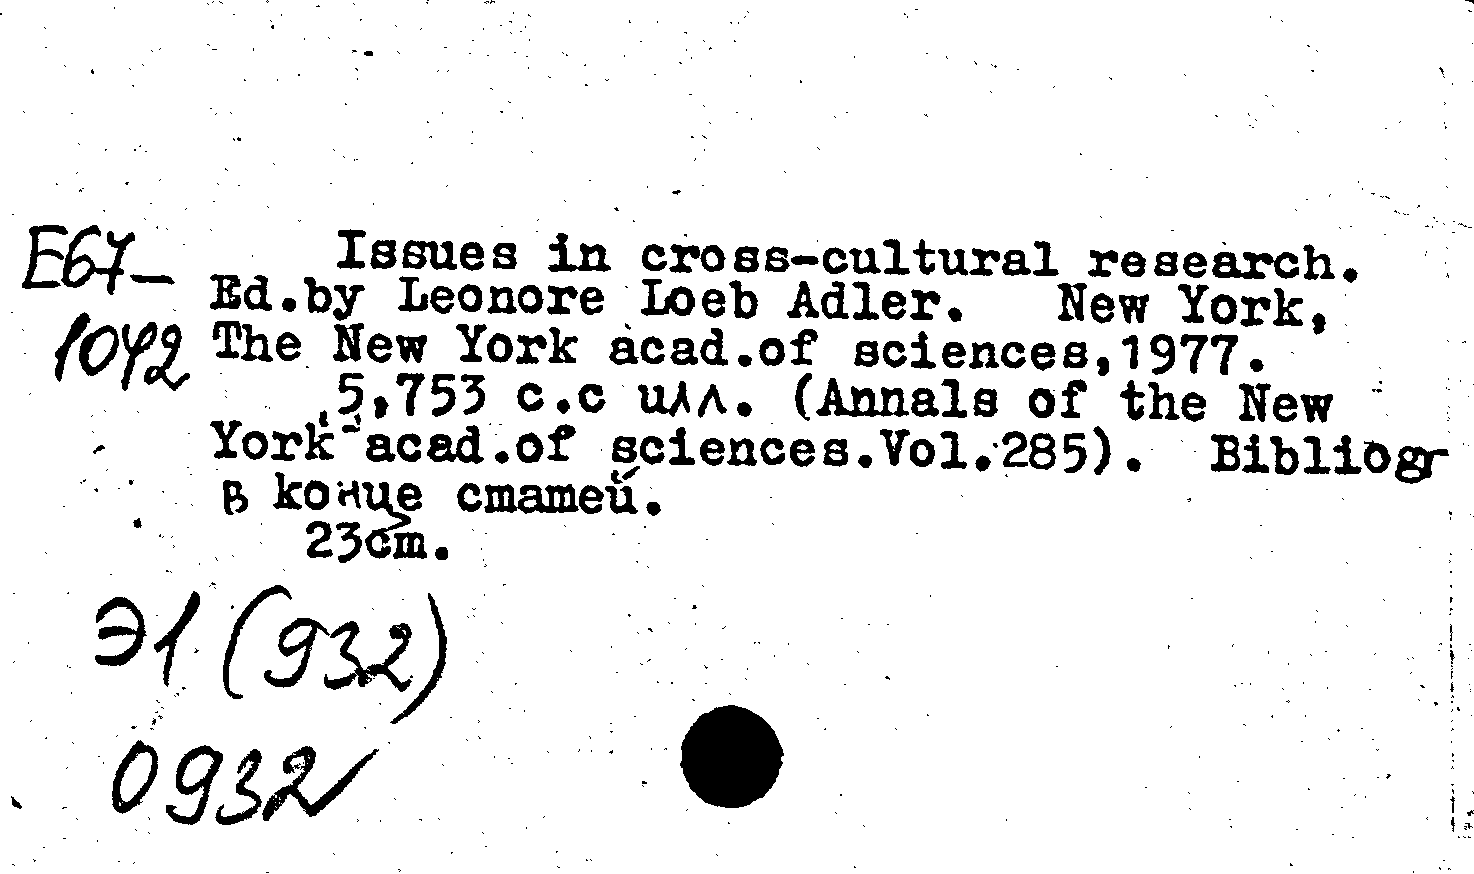 E67-
1042
Issues in cross-cultural research.
Ed.by Leonore Loeb Adler. New York,
The New York acad.of sciences,1977.
5,753 с.с илл. (Annals of the New
York acad.of sciences.Vol.285). Bibliogr
в конце статей.
23cm.
Э1(932)
0932